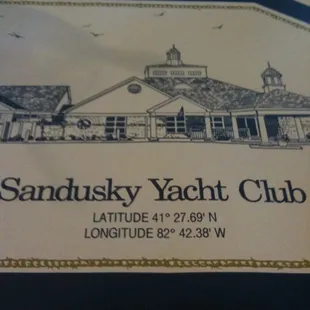 Sandusky Yacht Club
LATITUDE 41° 27.69' N
LONGITUDE 82° 42.38' W